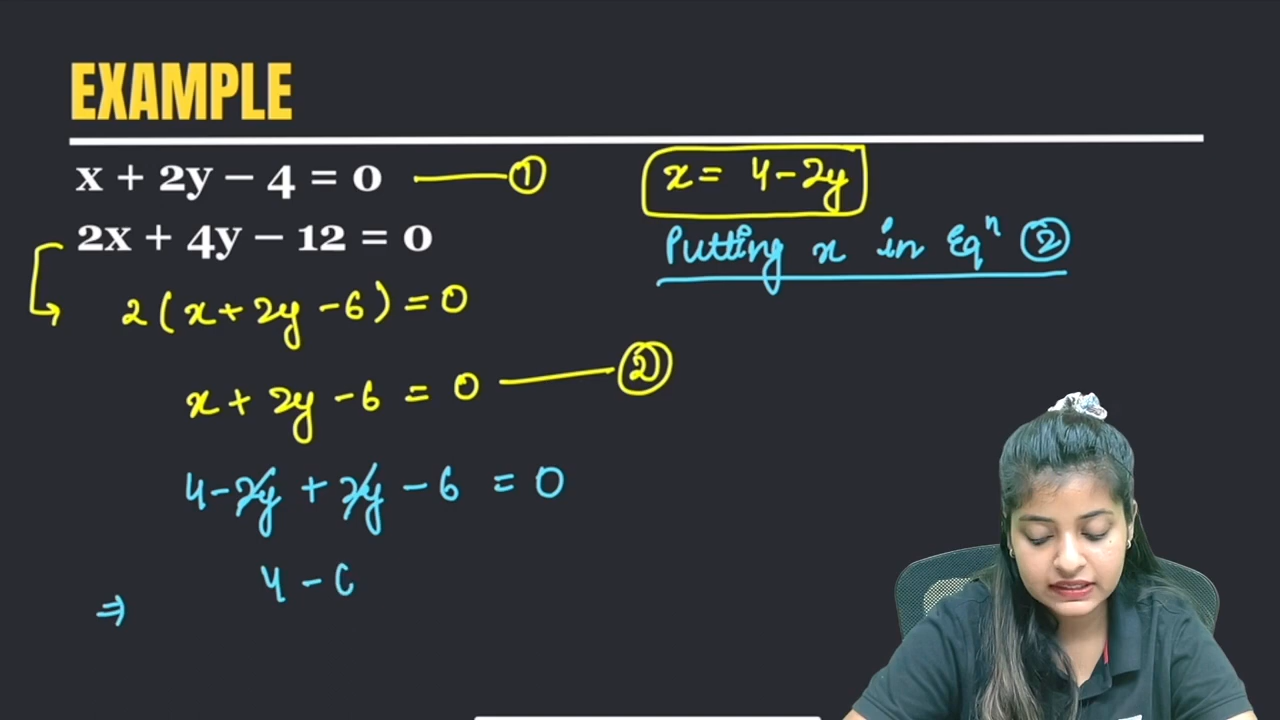 EXAMPLE
x + 2y – 4 = 0 —— ①
x = 4 - 2y
2x + 4y – 12 = 0
Putting x in Eqⁿ ②
2 ( x + 2y - 6 ) = 0
x + 2y - 6 = 0 —— ②
4 - 2y + 2y - 6 = 0
⇒ 4 -